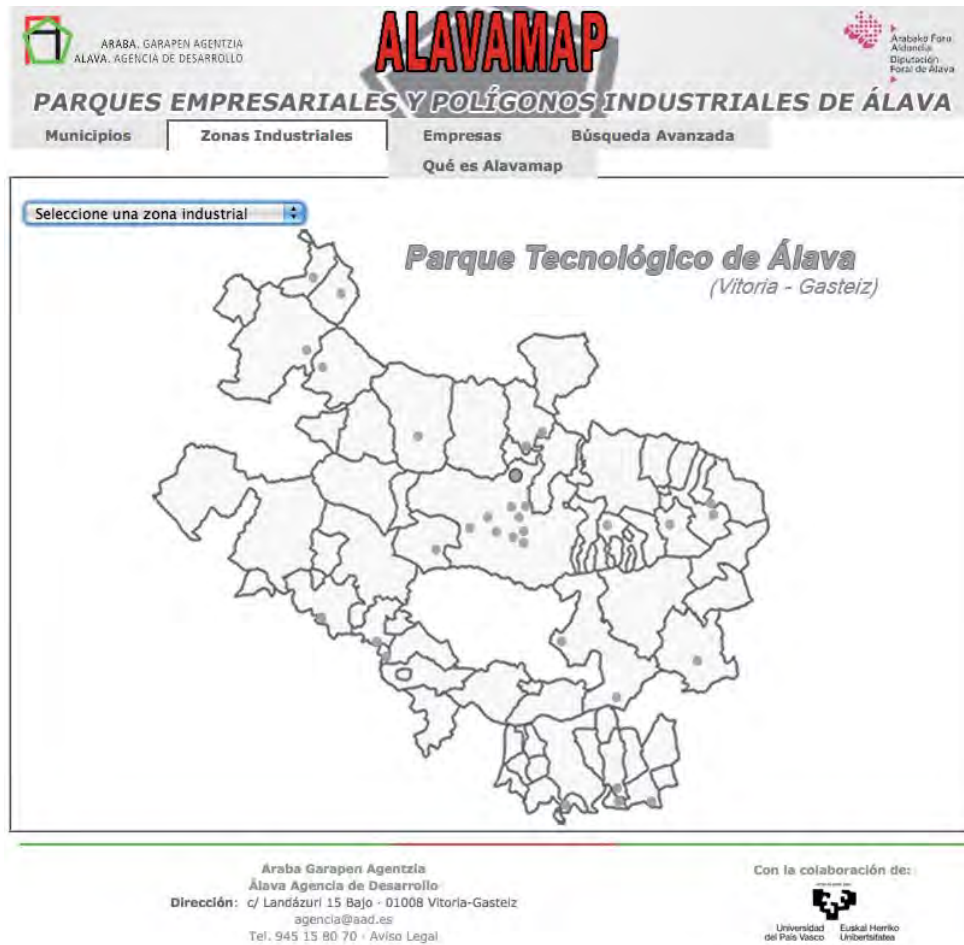 ARABA. GARAPEN AGENTZIA
ALAVA. AGENCIA DE DESARROLLO
ALAVAMAP
Arabako Foru
Aldundia
Diputación
Foral de Álava
PARQUES EMPRESARIALES Y POLÍGONOS INDUSTRIALES DE ÁLAVA
Municipios
Zonas Industriales
Empresas
Búsqueda Avanzada
Qué es Alavamap
Seleccione una zona industrial
Parque Tecnológico de Álava
(Vitoria - Gasteiz)
Araba Garapen Agentzia
Álava Agencia de Desarrollo
Dirección: c/ Landázuri 15 Bajo - 01008 Vitoria-Gasteiz
agencia@aad.es
Tel. 945 15 80 70 - Aviso Legal
Con la colaboración de:
Universidad Euskal Herriko
del País Vasco Unibertsitatea